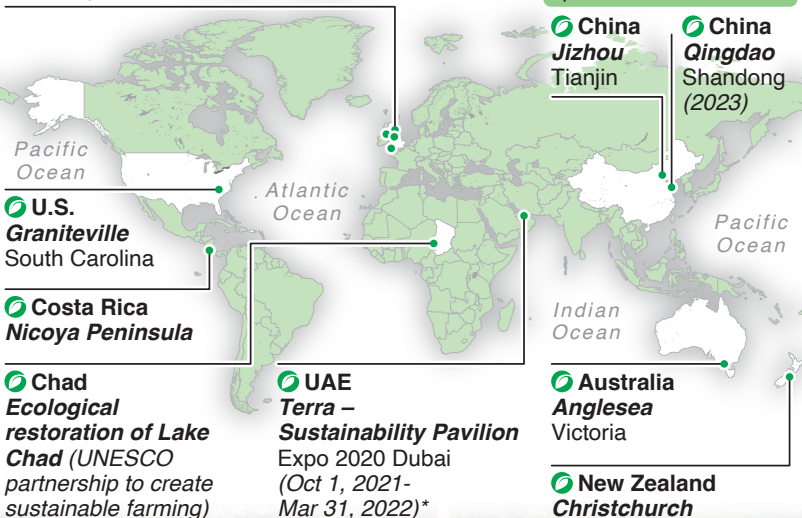 China
Jizhou
Tianjin
China
Qingdao
Shandong
(2023)
Pacific
Ocean
Atlantic
Ocean
Pacific
Ocean
Indian
Ocean
U.S.
Graniteville
South Carolina
Costa Rica
Nicoya Peninsula
Chad
Ecological
restoration of Lake
Chad (UNESCO
partnership to create
sustainable farming)
UAE
Terra –
Sustainability Pavilion
Expo 2020 Dubai
(Oct 1, 2021-
Mar 31, 2022)*
Australia
Anglesea
Victoria
New Zealand
Christchurch